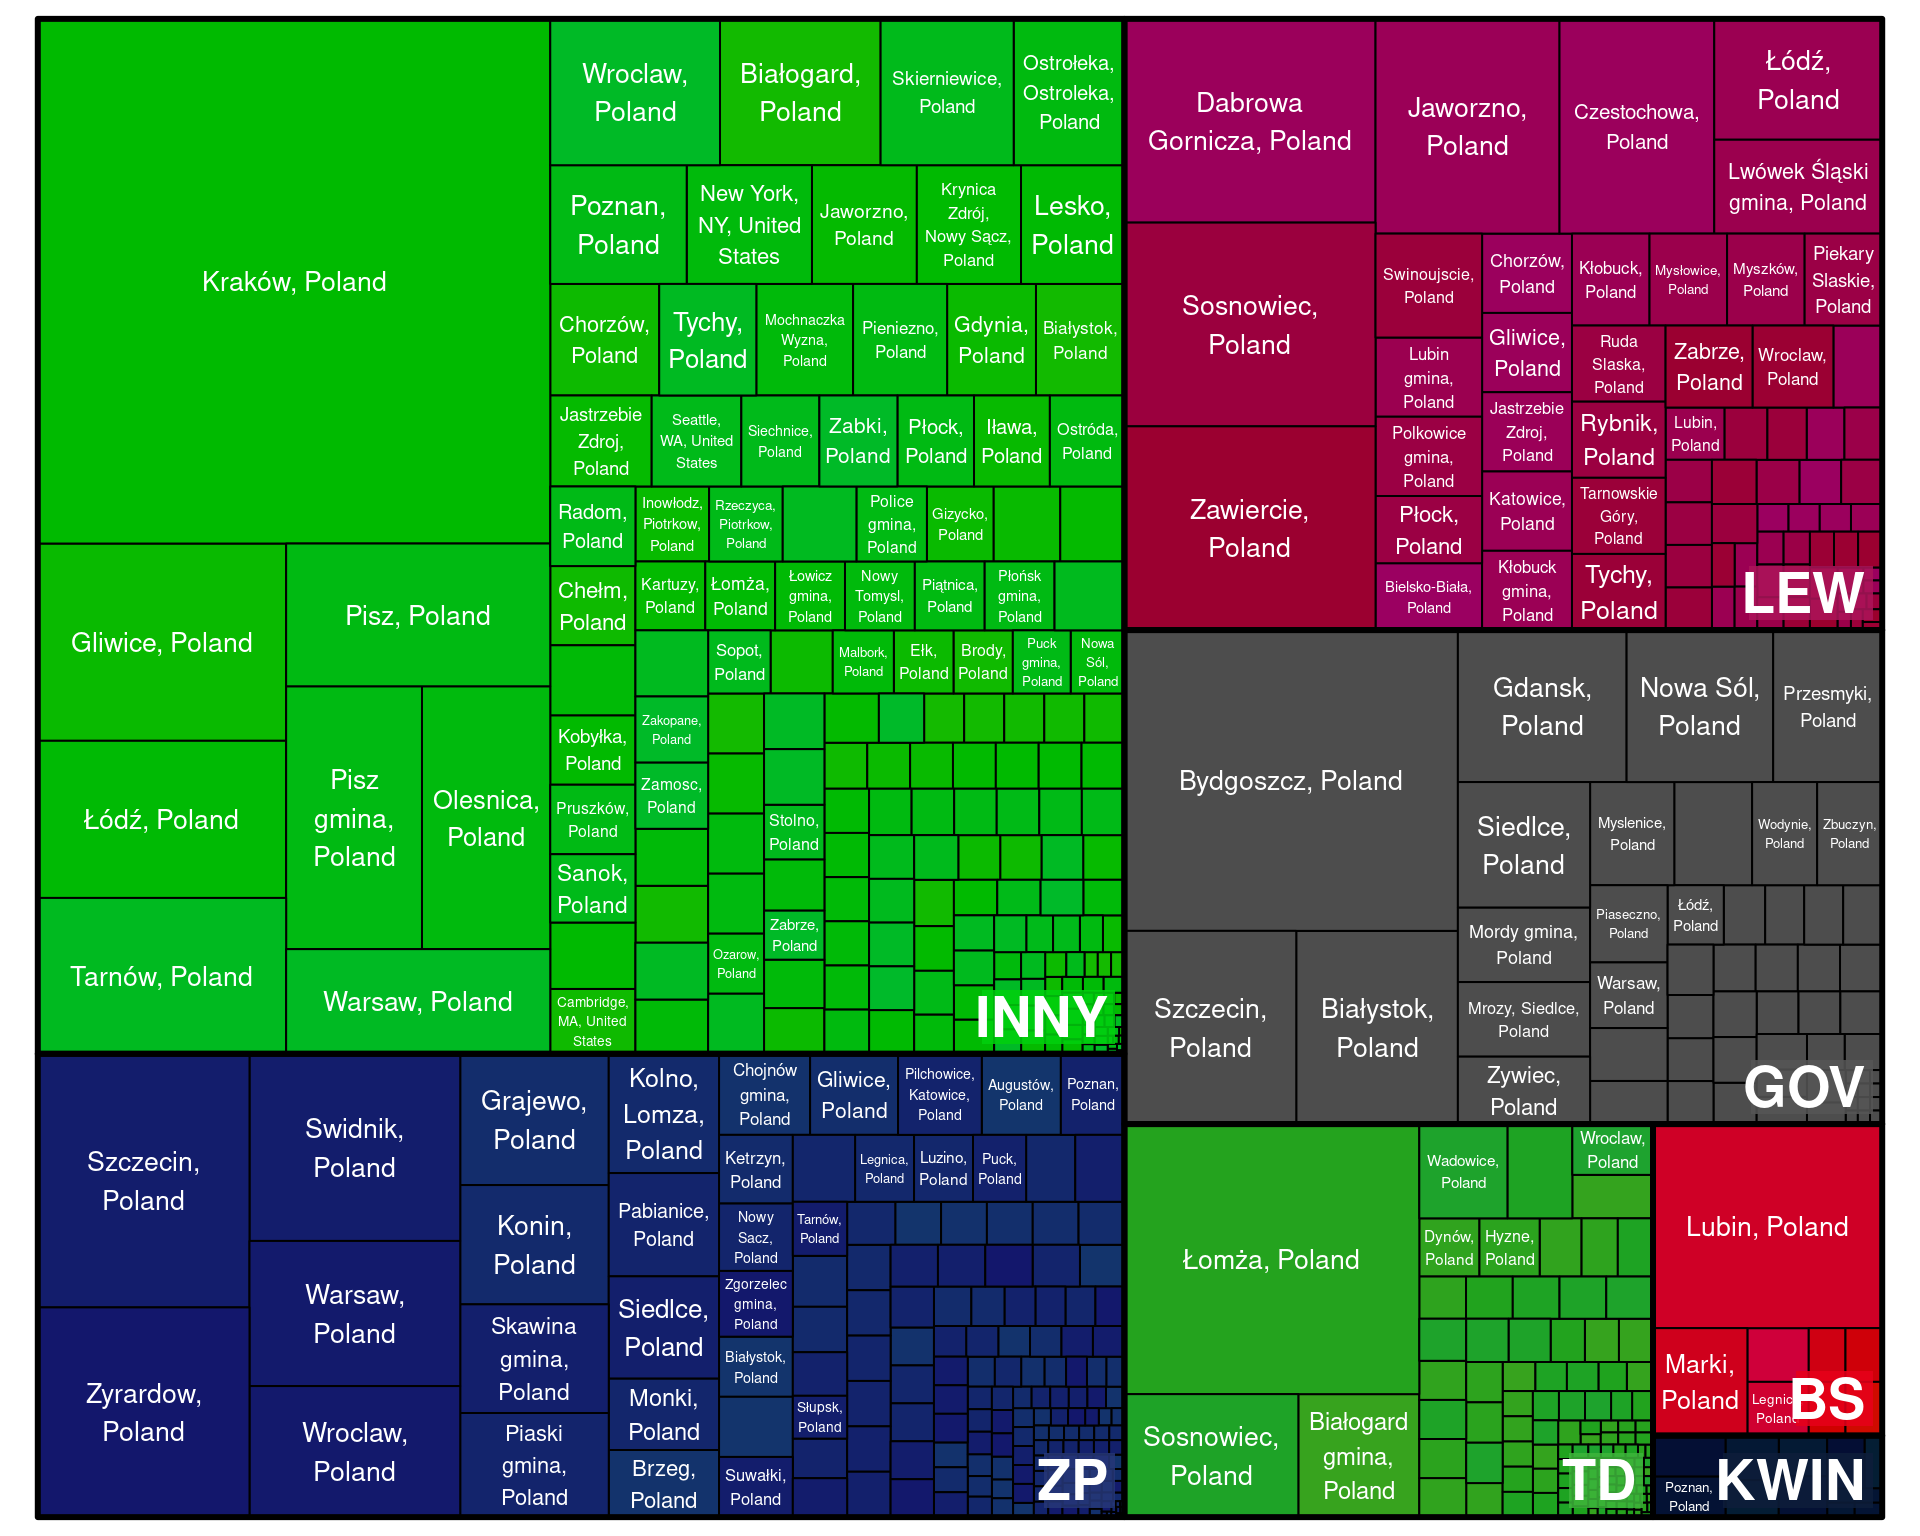 Kraków, Poland
Gliwice, Poland
Łódź, Poland
Tarnów, Poland
Pisz, Poland
Pisz
gmina,
Poland
Olesnica,
Poland
Warsaw, Poland
Wroclaw,
Poland
Białogard,
Poland
Skierniewice,
Poland
Ostrołeka,
Ostroleka,
Poland
Poznan,
Poland
New York,
NY, United
States
Jaworzno,
Poland
Krynica
Zdrój,
Nowy Sącz,
Poland
Lesko,
Poland
Chorzów,
Poland
Tychy,
Poland
Mochnaczka
Wyzna,
Poland
Pieniezno,
Poland
Gdynia,
Poland
Białystok,
Poland
Jastrzebie
Zdroj,
Poland
Seattle,
WA, United
States
Siechnice,
Poland
Zabki,
Poland
Płock,
Poland
Iława,
Poland
Ostróda,
Poland
Radom,
Poland
Inowłodz,
Piotrkow,
Poland
Rzeczyca,
Piotrkow,
Poland
Police
gmina,
Poland
Gizycko,
Poland
Chełm,
Poland
Kartuzy,
Poland
Łomża,
Poland
Łowicz
gmina,
Poland
Nowy
Tomysl,
Poland
Piątnica,
Poland
Płońsk
gmina,
Poland
Sopot,
Poland
Malbork,
Poland
Ełk,
Poland
Brody,
Poland
Puck
gmina,
Poland
Nowa
Sól,
Poland
Kobyłka,
Poland
Zakopane,
Poland
Pruszków,
Poland
Zamosc,
Poland
Stolno,
Poland
Sanok,
Poland
Zabrze,
Poland
Ozarow,
Poland
Cambridge,
MA, United
States
INNY
Dabrowa
Gornicza, Poland
Sosnowiec,
Poland
Zawiercie,
Poland
Jaworzno,
Poland
Czestochowa,
Poland
Łódź,
Poland
Lwówek Śląski
gmina, Poland
Swinoujscie,
Poland
Chorzów,
Poland
Kłobuck,
Poland
Mysłowice,
Poland
Myszków,
Poland
Piekary
Slaskie,
Poland
Lubin
gmina,
Poland
Gliwice,
Poland
Ruda
Slaska,
Poland
Zabrze,
Poland
Wroclaw,
Poland
Polkowice
gmina,
Poland
Jastrzebie
Zdroj,
Poland
Rybnik,
Poland
Lubin,
Poland
Płock,
Poland
Katowice,
Poland
Tarnowskie
Góry,
Poland
Bielsko-Biała,
Poland
Kłobuck
gmina,
Poland
Tychy,
Poland
LEW
Bydgoszcz, Poland
Szczecin,
Poland
Białystok,
Poland
Gdansk,
Poland
Nowa Sól,
Poland
Przesmyki,
Poland
Siedlce,
Poland
Myslenice,
Poland
Wodynie,
Poland
Zbuczyn,
Poland
Mordy gmina,
Poland
Piaseczno,
Poland
Łódź,
Poland
Mrozy, Siedlce,
Poland
Warsaw,
Poland
Zywiec,
Poland
GOV
Szczecin,
Poland
Zyrardow,
Poland
Swidnik,
Poland
Warsaw,
Poland
Wroclaw,
Poland
Grajewo,
Poland
Konin,
Poland
Skawina
gmina,
Poland
Piaski
gmina,
Poland
Kolno,
Lomza,
Poland
Pabianice,
Poland
Siedlce,
Poland
Monki,
Poland
Brzeg,
Poland
Chojnów
gmina,
Poland
Gliwice,
Poland
Pilchowice,
Katowice,
Poland
Augustów,
Poland
Poznan,
Poland
Ketrzyn,
Poland
Legnica,
Poland
Luzino,
Poland
Puck,
Poland
Nowy
Sacz,
Poland
Tarnów,
Poland
Zgorzelec
gmina,
Poland
Białystok,
Poland
Słupsk,
Poland
Suwałki,
Poland
ZP
Łomża, Poland
Sosnowiec,
Poland
Białogard
gmina,
Poland
Wadowice,
Poland
Wroclaw,
Poland
Dynów,
Poland
Hyzne,
Poland
TD
Lubin, Poland
Marki,
Poland
BS
Poznan,
Poland
KWIN